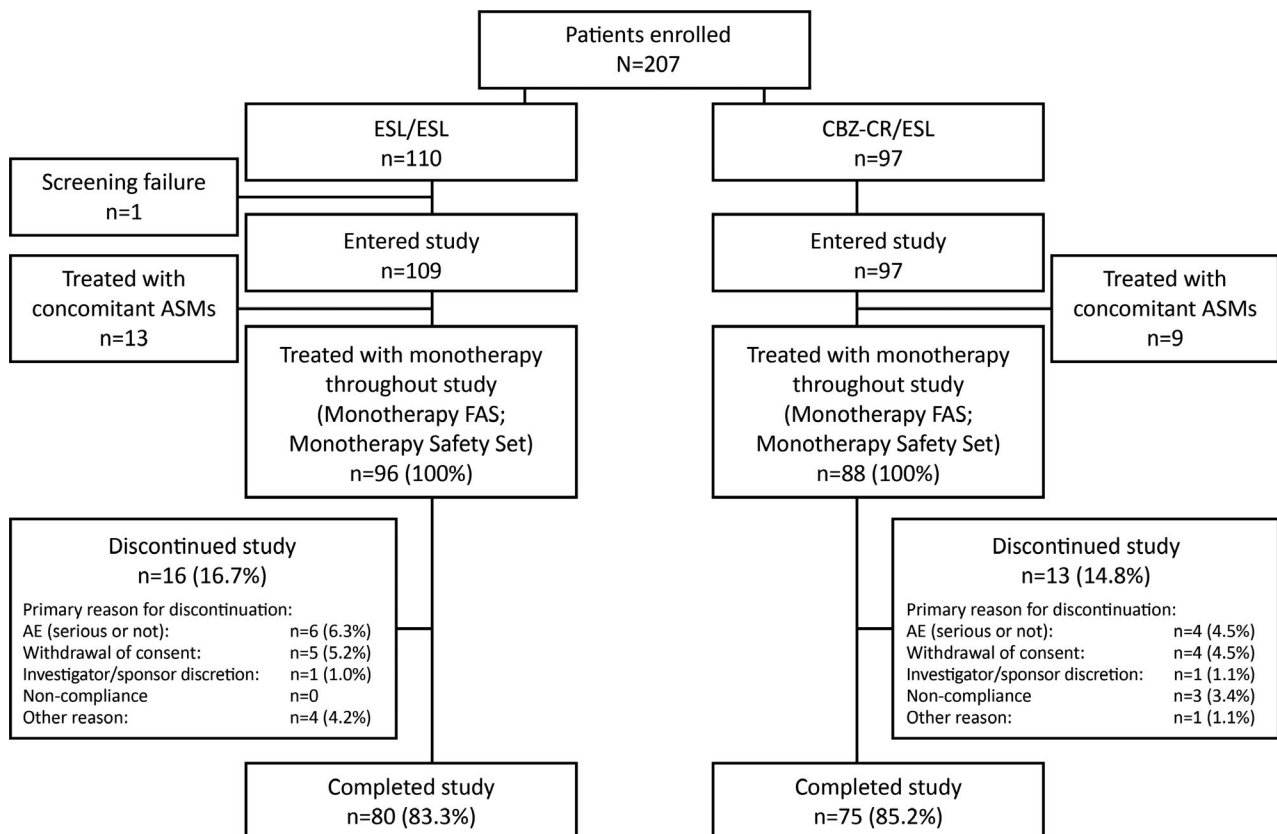 Patients enrolled
N=207
ESL/ESL
n=110
CBZ-CR/ESL
n=97
Screening failure
n=1
Entered study
n=109
Entered study
n=97
Treated with
concomitant ASMs
n=13
Treated with
concomitant ASMs
n=9
Treated with monotherapy
throughout study
(Monotherapy FAS;
Monotherapy Safety Set)
n=96 (100%)
Treated with monotherapy
throughout study
(Monotherapy FAS;
Monotherapy Safety Set)
n=88 (100%)
Discontinued study
n=16 (16.7%)
Primary reason for discontinuation:
AE (serious or not): n=6 (6.3%)
Withdrawal of consent: n=5 (5.2%)
Investigator/sponsor discretion: n=1 (1.0%)
Non-compliance n=0
Other reason: n=4 (4.2%)
Discontinued study
n=13 (14.8%)
Primary reason for discontinuation:
AE (serious or not): n=4 (4.5%)
Withdrawal of consent: n=4 (4.5%)
Investigator/sponsor discretion: n=1 (1.1%)
Non-compliance n=3 (3.4%)
Other reason: n=1 (1.1%)
Completed study
n=80 (83.3%)
Completed study
n=75 (85.2%)